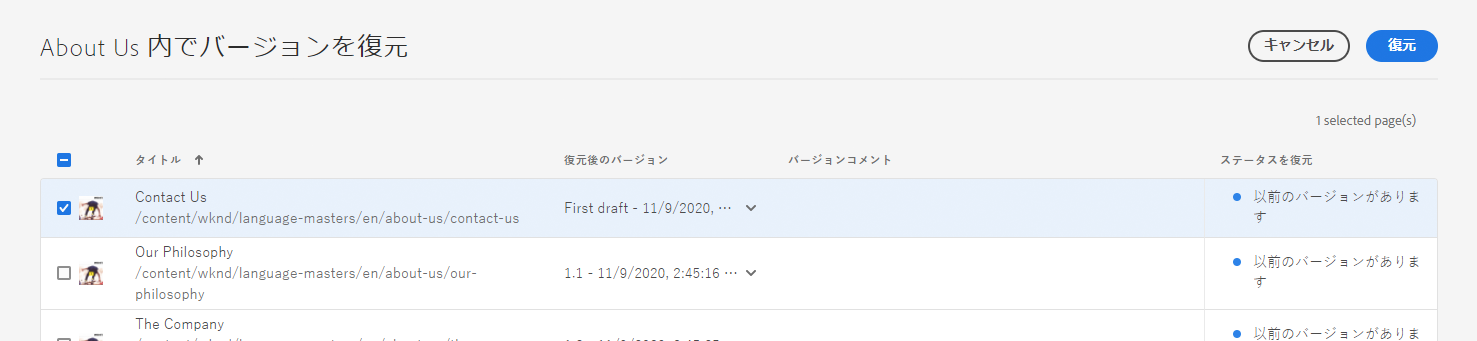 About Us 内でバージョンを復元
キャンセル
復元
1 selected page(s)
タイトル
復元後のバージョン
バージョンコメント
ステータスを復元
Contact Us
/content/wknd/language-masters/en/about-us/contact-us
First draft - 11/9/2020, ···
以前のバージョンがありま
す
Our Philosophy
/content/wknd/language-masters/en/about-us/our-
philosophy
1.1 - 11/9/2020, 2:45:16 ···
以前のバージョンがありま
す
The Company
以前のバージョンがありま